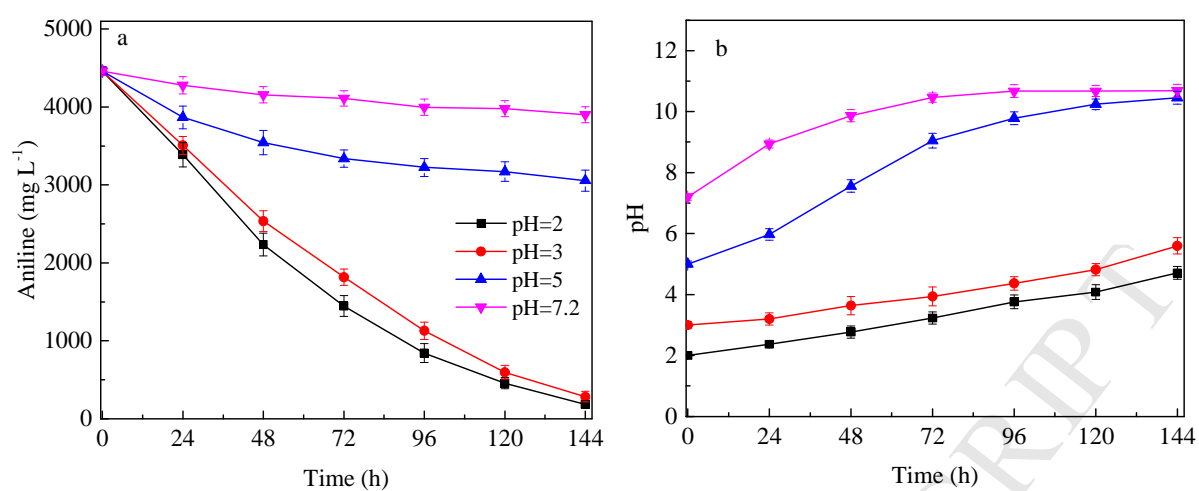 a
5000
4000
3000
2000
1000
0
Aniline (mg L⁻¹)
pH=2
pH=3
pH=5
pH=7.2
0 24 48 72 96 120 144
Time (h)
b
12
10
8
6
4
2
0
pH
0 24 48 72 96 120 144
Time (h)
RIPT